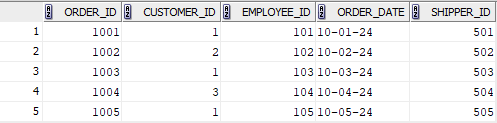 ORDER_ID CUSTOMER_ID EMPLOYEE_ID ORDER_DATE SHIPPER_ID
1 1001 1 101 10-01-24 501
2 1002 2 102 10-02-24 502
3 1003 1 103 10-03-24 503
4 1004 3 104 10-04-24 504
5 1005 1 105 10-05-24 505